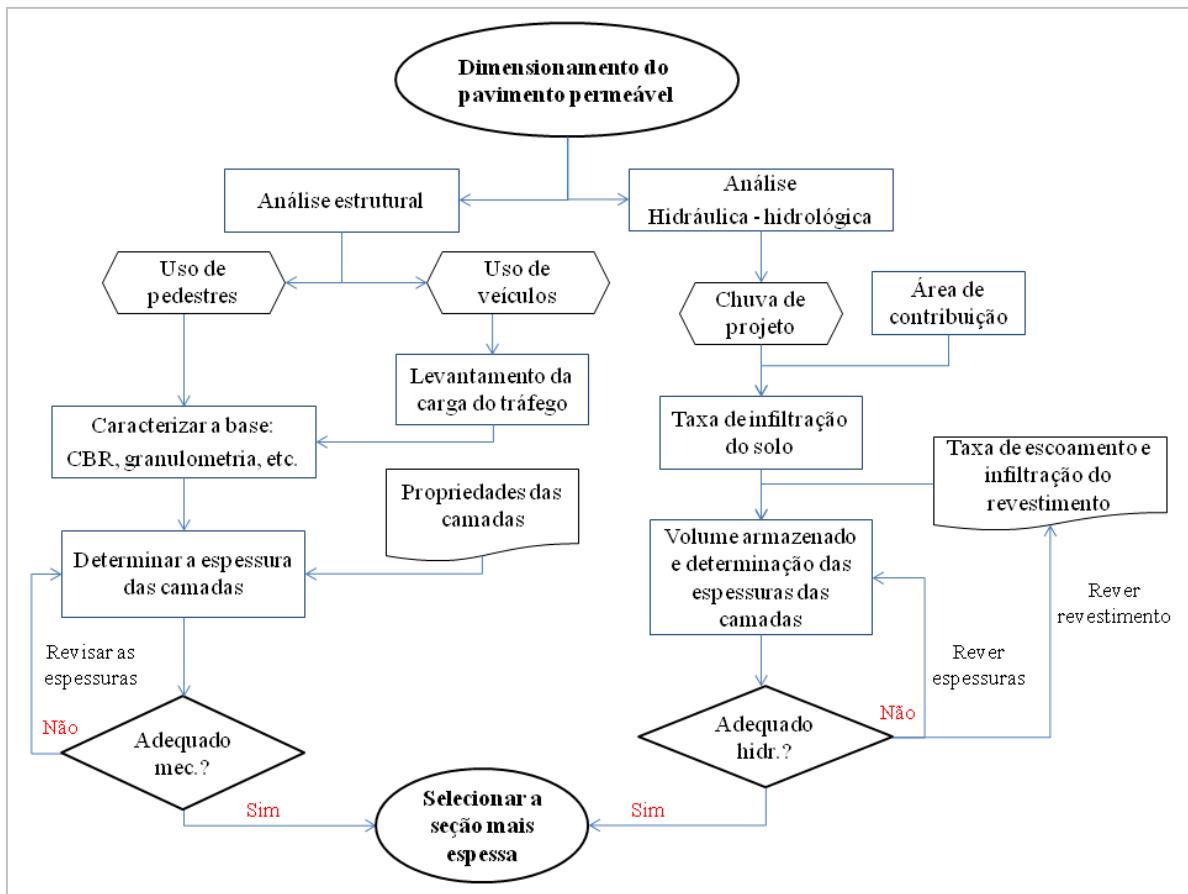 Dimensionamento do
pavimento permeável
Análise estrutural
Análise
Hidráulica - hidrológica
Uso de
pedestres
Uso de
veículos
Chuva de
projeto
Área de
contribuição
Levantamento da
carga do tráfego
Caracterizar a base:
CBR, granulometria, etc.
Taxa de infiltração
do solo
Taxa de escoamento e
infiltração do
revestimento
Propriedades das
camadas
Determinar a espessura
das camadas
Volume armazenado
e determinação das
espessuras das
camadas
Rever
revestimento
Revisar as
espessuras
Rever
espessuras
Não
Adequado
mec.?
Adequado
hidr.?
Não
Sim
Selecionar a
seção mais
espessa
Sim